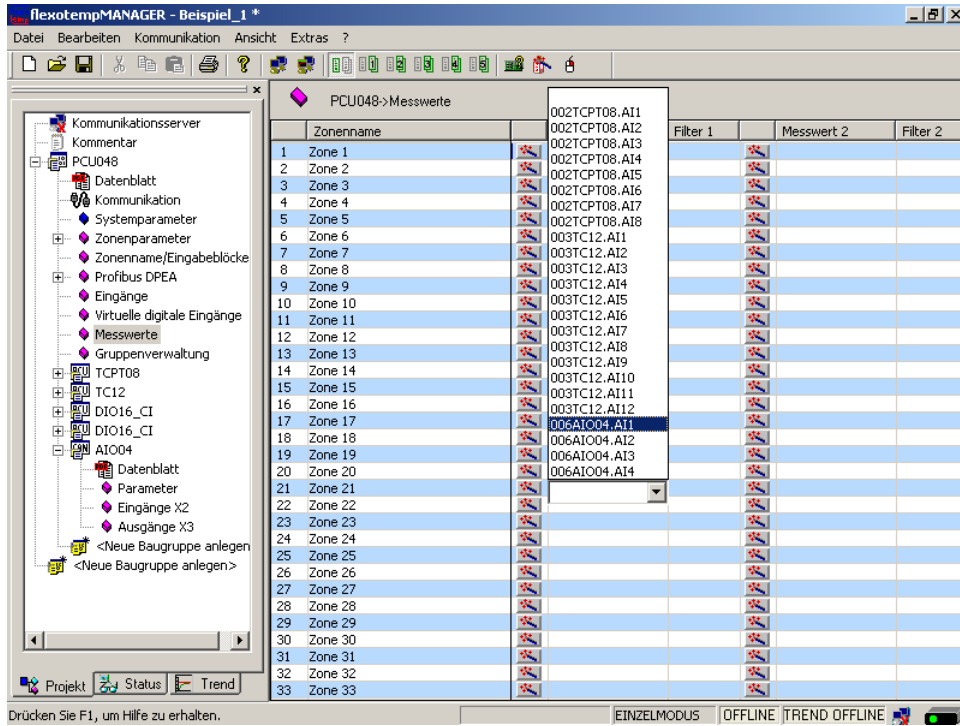 flexotempMANAGER - Beispiel_1 *
Datei Bearbeiten Kommunikation Ansicht Extras ?
PCU048->Messwerte
Kommunikationsserver
Kommentar
PCU048
Datenblatt
Kommunikation
Systemparameter
Zonenparameter
Zonenname/Eingabeblöcke
Profibus DPEA
Eingänge
Virtuelle digitale Eingänge
Messwerte
Gruppenverwaltung
TCPT08
TC12
DIO16_CI
DIO16_CI
AIO04
Datenblatt
Parameter
Eingänge X2
Ausgänge X3
<Neue Baugruppe anlegen
<Neue Baugruppe anlegen>
Projekt Status Trend
Zonenname Filter 1 Messwert 2 Filter 2
1 Zone 1
2 Zone 2
3 Zone 3
4 Zone 4
5 Zone 5
6 Zone 6
7 Zone 7
8 Zone 8
9 Zone 9
10 Zone 10
11 Zone 11
12 Zone 12
13 Zone 13
14 Zone 14
15 Zone 15
16 Zone 16
17 Zone 17
18 Zone 18
19 Zone 19
20 Zone 20
21 Zone 21
22 Zone 22
23 Zone 23
24 Zone 24
25 Zone 25
26 Zone 26
27 Zone 27
28 Zone 28
29 Zone 29
30 Zone 30
31 Zone 31
32 Zone 32
33 Zone 33
002TCPT08.AI1
002TCPT08.AI2
002TCPT08.AI3
002TCPT08.AI4
002TCPT08.AI5
002TCPT08.AI6
002TCPT08.AI7
002TCPT08.AI8
003TC12.AI1
003TC12.AI2
003TC12.AI3
003TC12.AI4
003TC12.AI5
003TC12.AI6
003TC12.AI7
003TC12.AI8
003TC12.AI9
003TC12.AI10
003TC12.AI11
003TC12.AI12
006AIO04.AI1
006AIO04.AI2
006AIO04.AI3
006AIO04.AI4
Drücken Sie F1, um Hilfe zu erhalten.
EINZELMODUS OFFLINE TREND OFFLINE